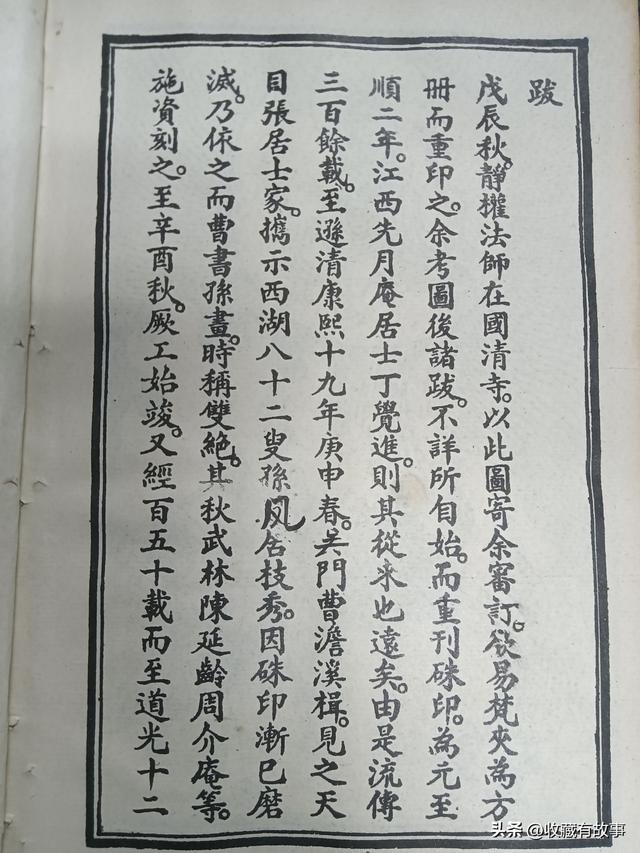 跋
戊辰秋。靜權法師在國清寺。以此圖寄余審訂。欲易梵夾為方
冊而重印之。余考圖後諸跋。不詳所自始。而重刊硃印。為元至
順二年。江西先月庵居士丁覺進。則其從来也遠矣。由是流傳
三百餘載。至遜清康熙十九年庚申春。吴門曹澹溪楫。見之天
目張居士家。攜示西湖八十二叟孫鳳居枝秀。因硃印漸已磨
滅。乃依之而曹書孫畫。時稱雙絶。其秋武林陳延齡周介庵等。
施資刻之。至辛酉秋。厥工始竣。又經百五十載而至道光十二
头条 @收藏有故事